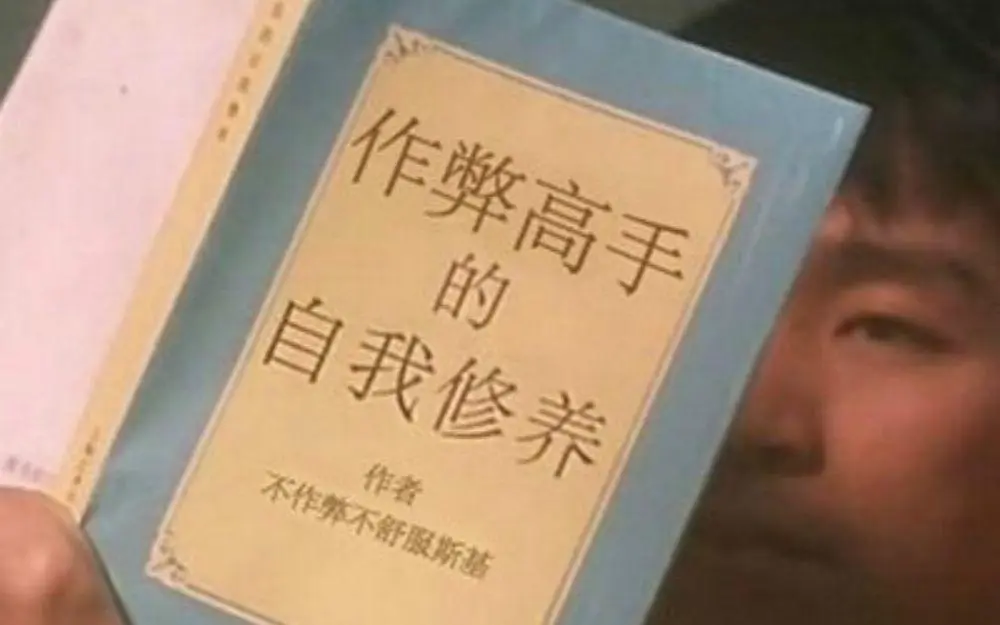 作弊高手
的
自我修养
作者
不作弊不舒服斯基